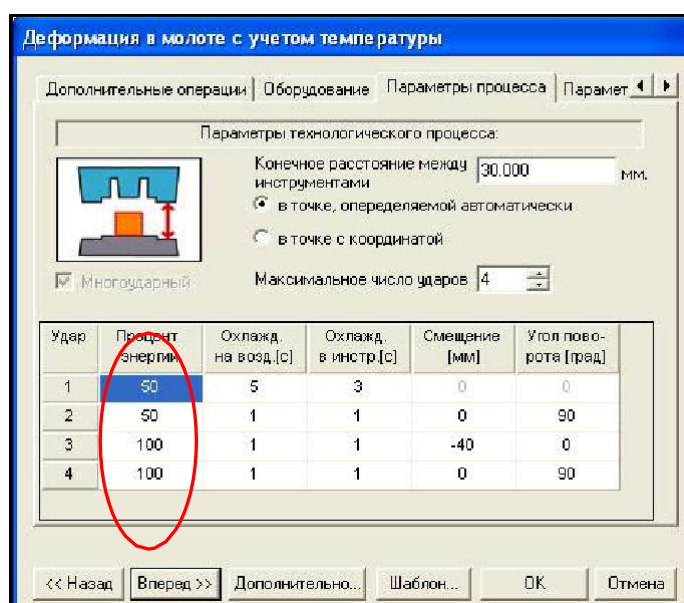 Деформация в молоте с учетом температуры
Дополнительные операции Оборудование Параметры процесса Парамет
Параметры технологического процесса:
Конечное расстояние между
инструментами
30.000 мм.
в точке, опеределяемой автоматически
в точке с координатой
Многоударный Максимальное число ударов 4
Удар Процент энергии Охлажд. на возд.[с] Охлажд. в инстр.[с] Смещение [мм] Угол пово- рота [град]
1 50 5 3 0 0
2 50 1 1 0 90
3 100 1 1 -40 0
4 100 1 1 0 90
<< Назад Вперед >> Дополнительно... Шаблон... OK Отмена